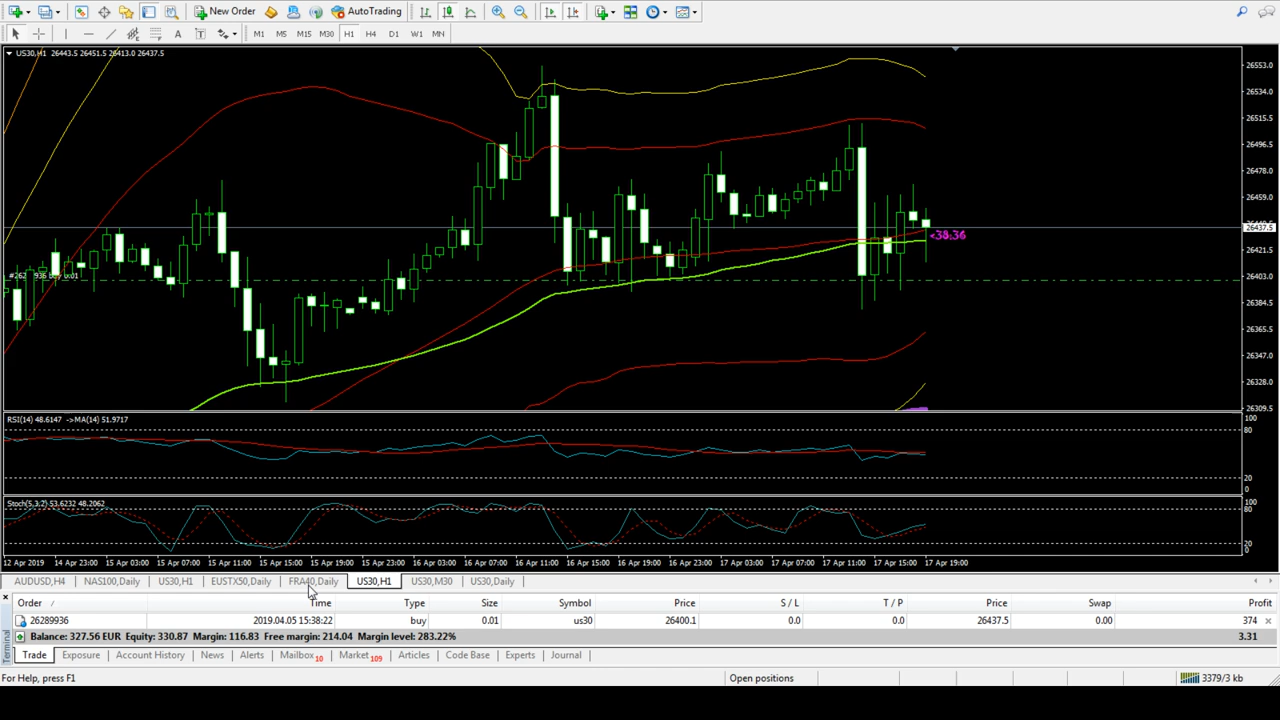 New Order AutoTrading
A T M1 M5 M15 M30 H1 H4 D1 W1 MN
US30,H1 26443.5 26451.5 26413.0 26437.5
26553.0
26534.0
26515.5
26496.5
26478.0
26459.0
26437.5
<38.36
26421.5
26403.0
26384.5
26365.5
26347.0
26328.0
26309.5
RSI(14) 48.6147 ->MA(14) 51.9717
100
80
20
0
Stoch(5,3,2) 53.6232 48.2062
100
80
20
0
12 Apr 2019 14 Apr 23:00 15 Apr 03:00 15 Apr 07:00 15 Apr 11:00 15 Apr 15:00 15 Apr 19:00 15 Apr 23:00 16 Apr 03:00 16 Apr 07:00 16 Apr 11:00 16 Apr 15:00 16 Apr 19:00 16 Apr 23:00 17 Apr 03:00 17 Apr 07:00 17 Apr 11:00 17 Apr 15:00 17 Apr 19:00
AUDUSD,H4 NAS100,Daily US30,H1 EUSTX50,Daily FRA40,Daily US30,H1 US30,M30 US30,Daily
Order / Time Type Size Symbol Price S / L T / P Price Swap Profit
26289936 2019.04.05 15:38:22 buy 0.01 us30 26400.1 0.0 0.0 26437.5 0.00 374
Balance: 327.56 EUR Equity: 330.87 Margin: 116.83 Free margin: 214.04 Margin level: 283.22% 3.31
Terminal
Trade Exposure Account History News Alerts Mailbox 10 Market 109 Articles Code Base Experts Journal
For Help, press F1 Open positions 3379/3 kb